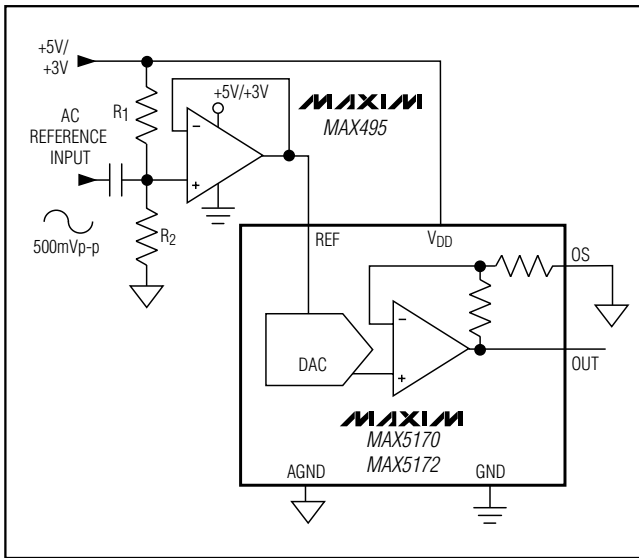 +5V/
+3V
R1
+5V/+3V
MAXIM
MAX495
AC
REFERENCE
INPUT
−
+
R2
500mVp-p
REF
VDD
OS
−
DAC
+
OUT
MAXIM
MAX5170
MAX5172
AGND
GND